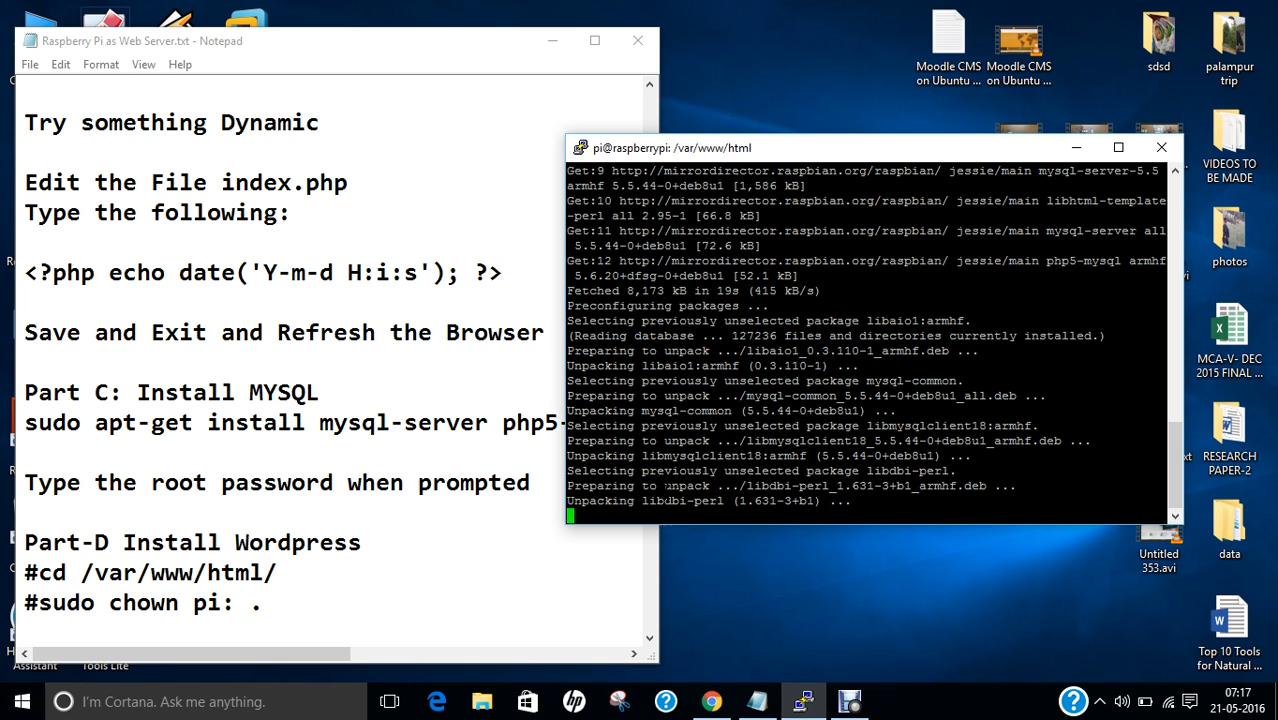 Raspberry Pi as Web Server.txt - Notepad
File Edit Format View Help
Try something Dynamic
Edit the File index.php
Type the following:
<?php echo date('Y-m-d H:i:s'); ?>
Save and Exit and Refresh the Browser
Part C: Install MYSQL
sudo apt-get install mysql-server php5-
Type the root password when prompted
Part-D Install Wordpress
#cd /var/www/html/
#sudo chown pi: .
pi@raspberrypi: /var/www/html
Get:9 http://mirrordirector.raspbian.org/raspbian/ jessie/main mysql-server-5.5
armhf 5.5.44-0+deb8u1 [1,586 kB]
Get:10 http://mirrordirector.raspbian.org/raspbian/ jessie/main libhtml-template
-perl all 2.95-1 [66.8 kB]
Get:11 http://mirrordirector.raspbian.org/raspbian/ jessie/main mysql-server all
5.5.44-0+deb8u1 [72.6 kB]
Get:12 http://mirrordirector.raspbian.org/raspbian/ jessie/main php5-mysql armhf
5.6.20+dfsg-0+deb8u1 [52.1 kB]
Fetched 8,173 kB in 19s (415 kB/s)
Preconfiguring packages ...
Selecting previously unselected package libaio1:armhf.
(Reading database ... 127236 files and directories currently installed.)
Preparing to unpack .../libaio1_0.3.110-1_armhf.deb ...
Unpacking libaio1:armhf (0.3.110-1) ...
Selecting previously unselected package mysql-common.
Preparing to unpack .../mysql-common_5.5.44-0+deb8u1_all.deb ...
Unpacking mysql-common (5.5.44-0+deb8u1) ...
Selecting previously unselected package libmysqlclient18:armhf.
Preparing to unpack .../libmysqlclient18_5.5.44-0+deb8u1_armhf.deb ...
Unpacking libmysqlclient18:armhf (5.5.44-0+deb8u1) ...
Selecting previously unselected package libdbi-perl.
Preparing to unpack .../libdbi-perl_1.631-3+b1_armhf.deb ...
Unpacking libdbi-perl (1.631-3+b1) ...
Moodle CMS
on Ubuntu ...
Moodle CMS
on Ubuntu ...
sdsd
palampur
trip
VIDEOS TO
BE MADE
photos
MCA-V- DEC
2015 FINAL ...
RESEARCH
PAPER-2
Untitled
353.avi
data
Top 10 Tools
for Natural ...
Assistant
Tools Lite
I'm Cortana. Ask me anything.
07:17
21-05-2016